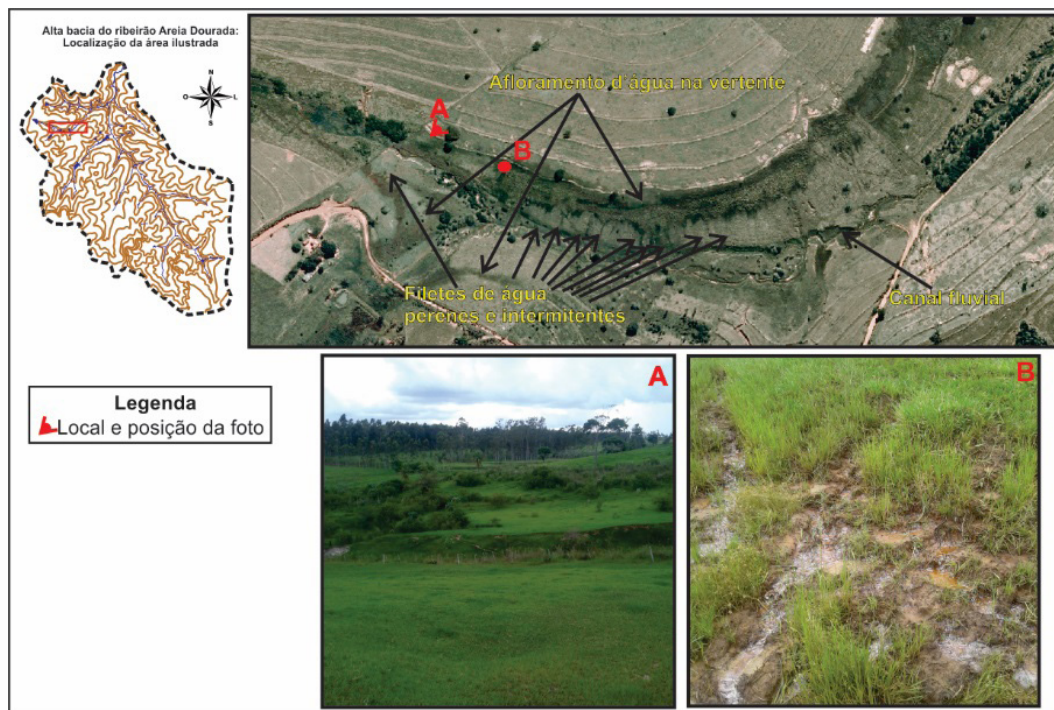 Alta bacia do ribeirão Areia Dourada:
Localização da área ilustrada
N
O
L
S
Afloramento d'água na vertente
A
B
Filetes de água
perenes e intermitentes
Canal fluvial
Legenda
Local e posição da foto
A
B